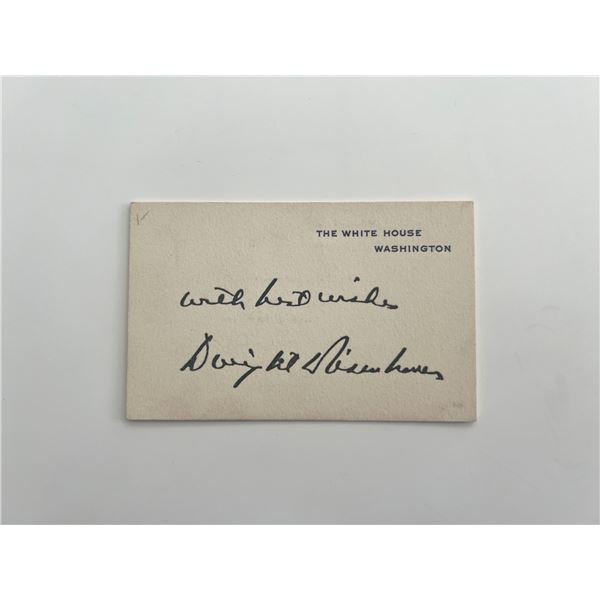 THE WHITE HOUSE
WASHINGTON
with best wishes
Dwight D Eisenhower